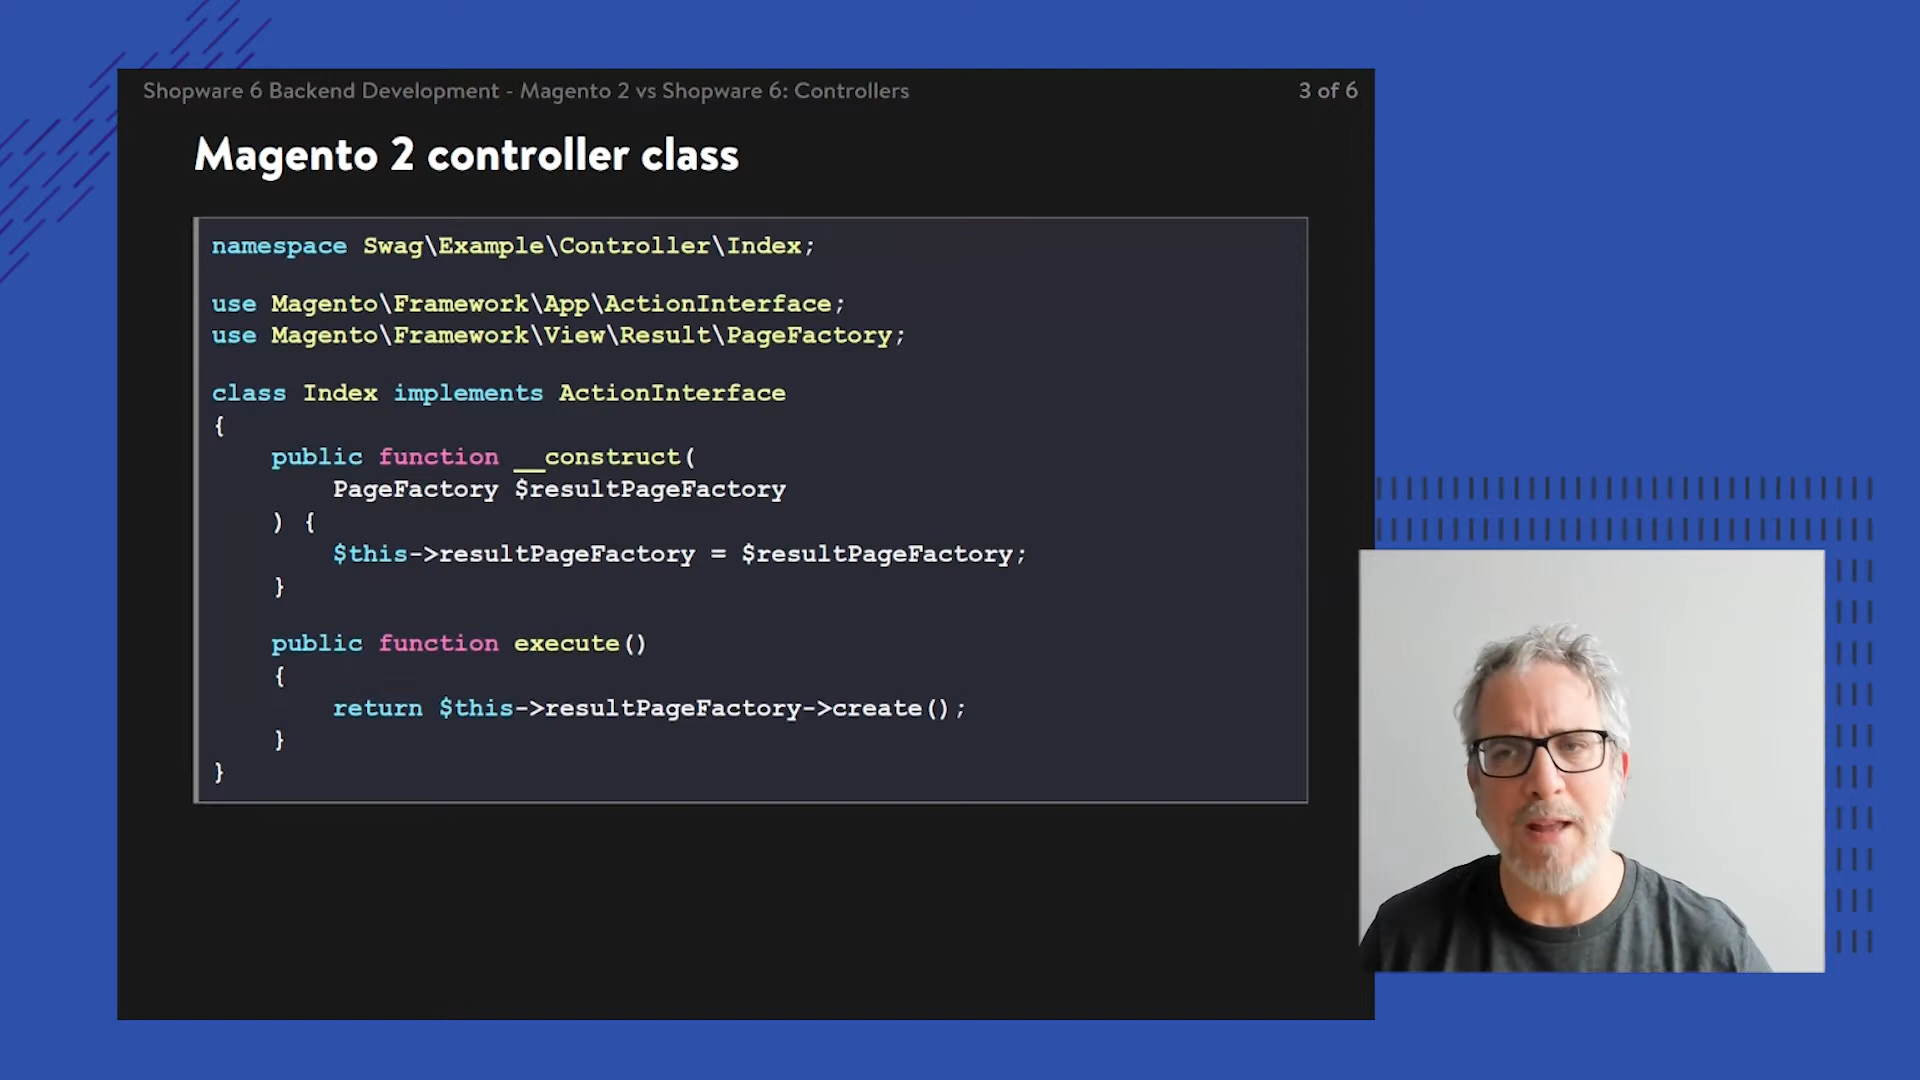 Shopware 6 Backend Development - Magento 2 vs Shopware 6: Controllers
3 of 6
Magento 2 controller class
namespace Swag\Example\Controller\Index;
use Magento\Framework\App\ActionInterface;
use Magento\Framework\View\Result\PageFactory;
class Index implements ActionInterface
{
public function __construct(
PageFactory $resultPageFactory
) {
$this->resultPageFactory = $resultPageFactory;
}
public function execute()
{
return $this->resultPageFactory->create();
}
}